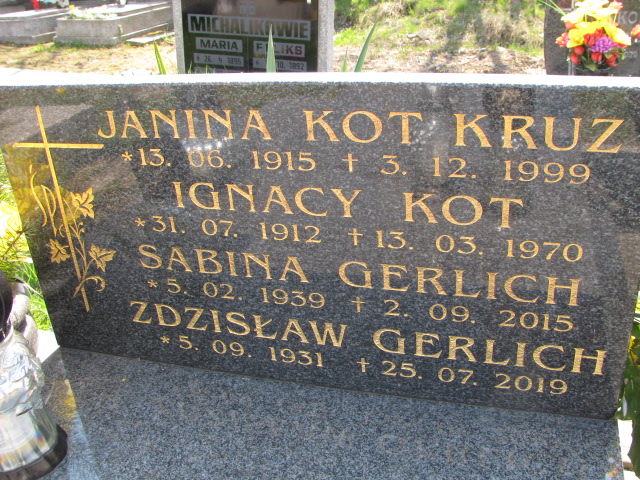 MICHALIKOWIE
MARIA
JANINA KOT KRUZ
*13. 06. 1915 † 3. 12. 1999
IGNACY KOT
*31. 07. 1912 † 13. 03. 1970
SABINA GERLICH
*5. 02. 1939 † 2. 09. 2015
ZDZISŁAW GERLICH
*5. 09. 1931 † 25. 07. 2019